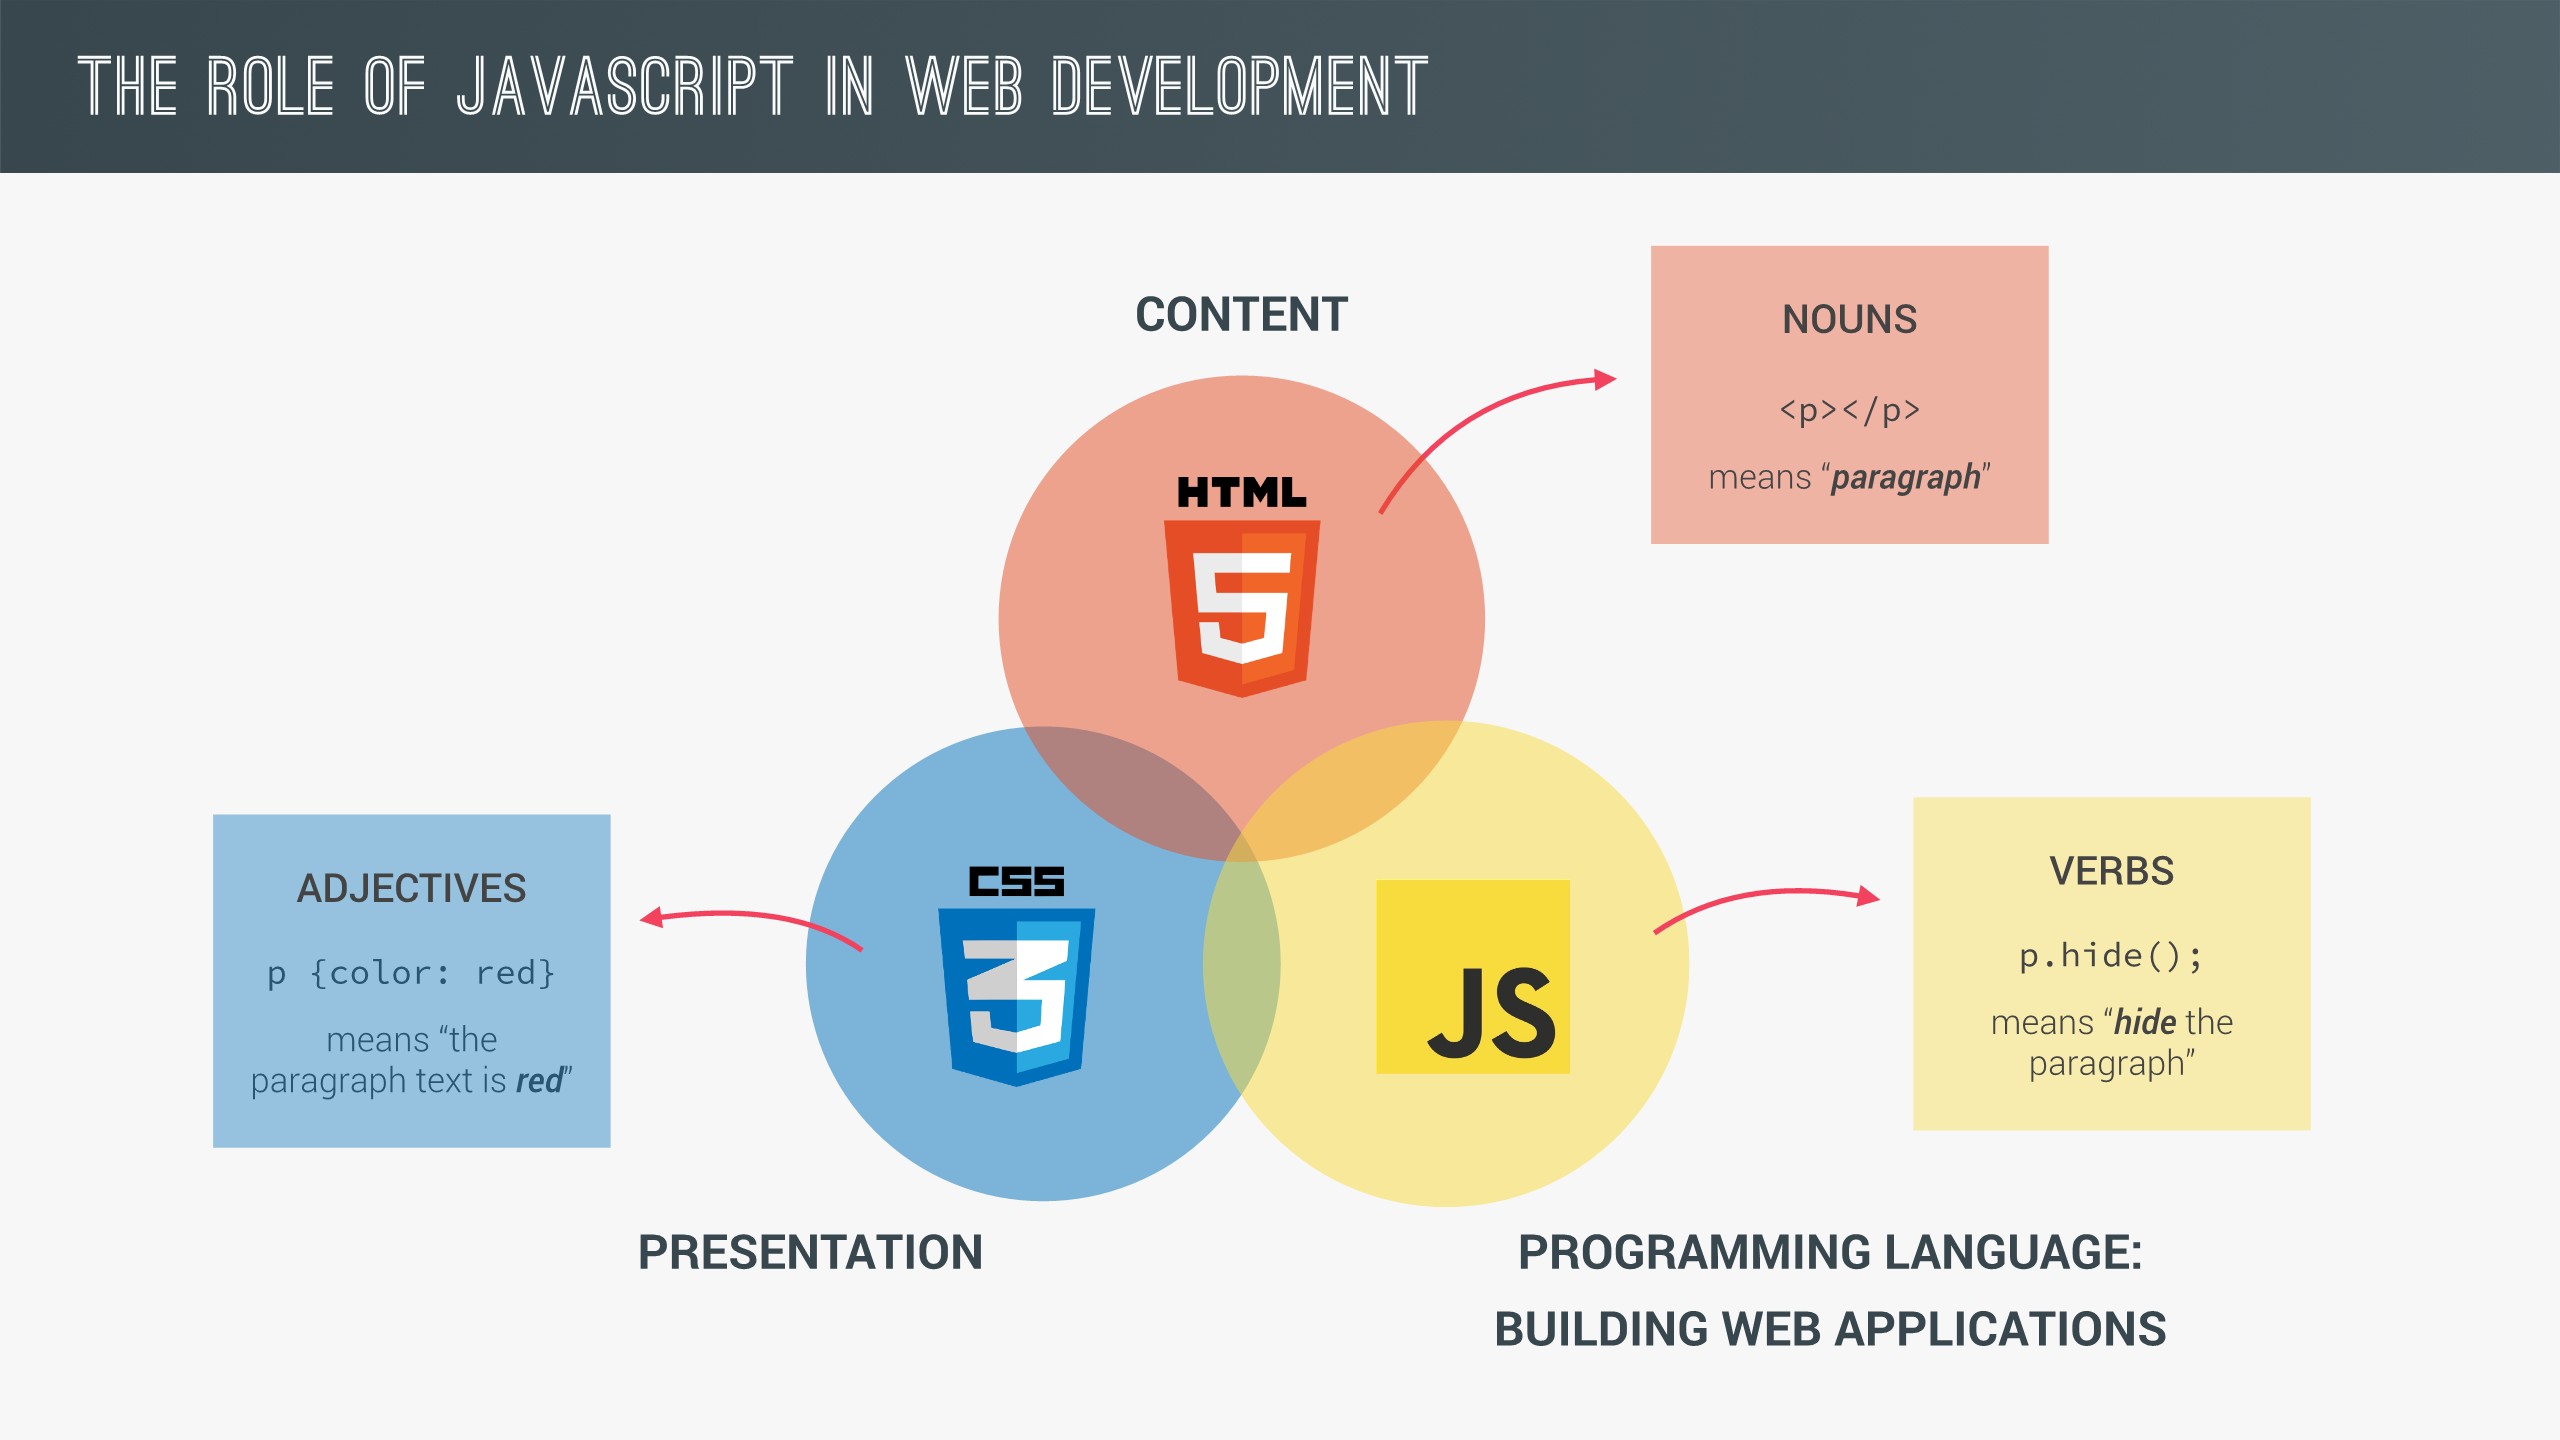 THE ROLE OF JAVASCRIPT IN WEB DEVELOPMENT
CONTENT
NOUNS
<p></p>
means “paragraph”
HTML
5
ADJECTIVES
p {color: red}
means “the
paragraph text is red”
CSS
3
JS
VERBS
p.hide();
means “hide the
paragraph”
PRESENTATION
PROGRAMMING LANGUAGE:
BUILDING WEB APPLICATIONS